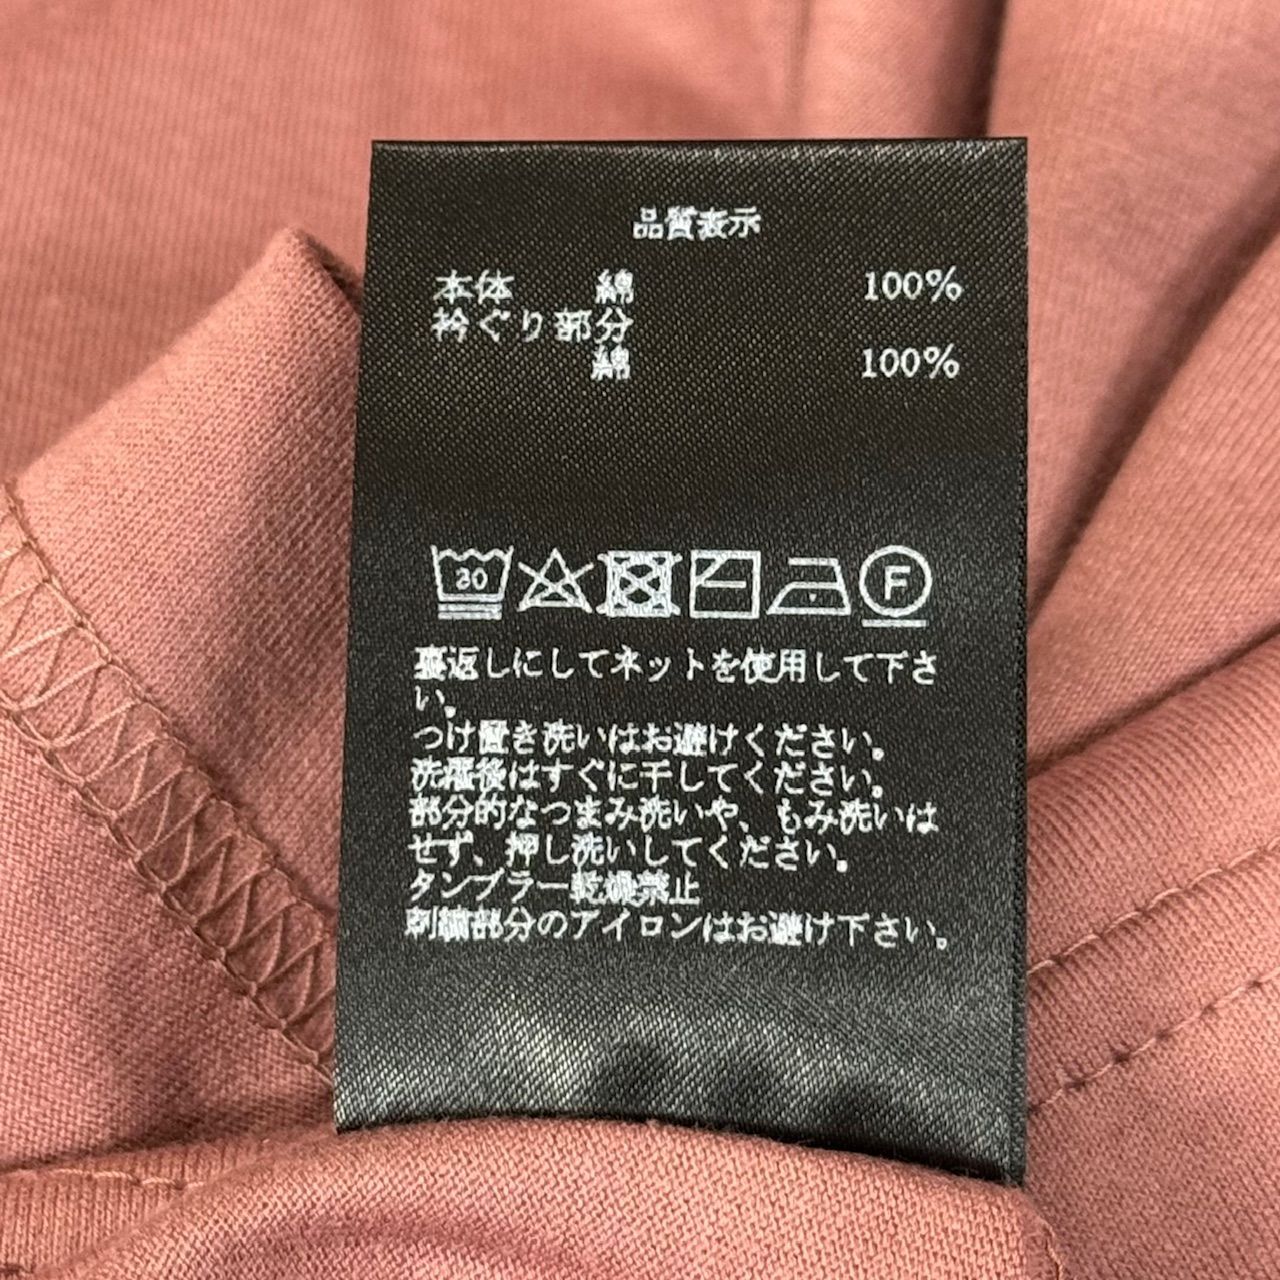 品質表示
本体 綿 100%
衿ぐり部分
綿 100%
30
F
裏返しにしてネットを使用して下さ
い。
つけ置き洗いはお避けください。
洗濯後はすぐに干してください。
部分的なつまみ洗いや、もみ洗いは
せず、押し洗いしてください。
タンブラー乾燥禁止
刺繍部分のアイロンはお避け下さい。